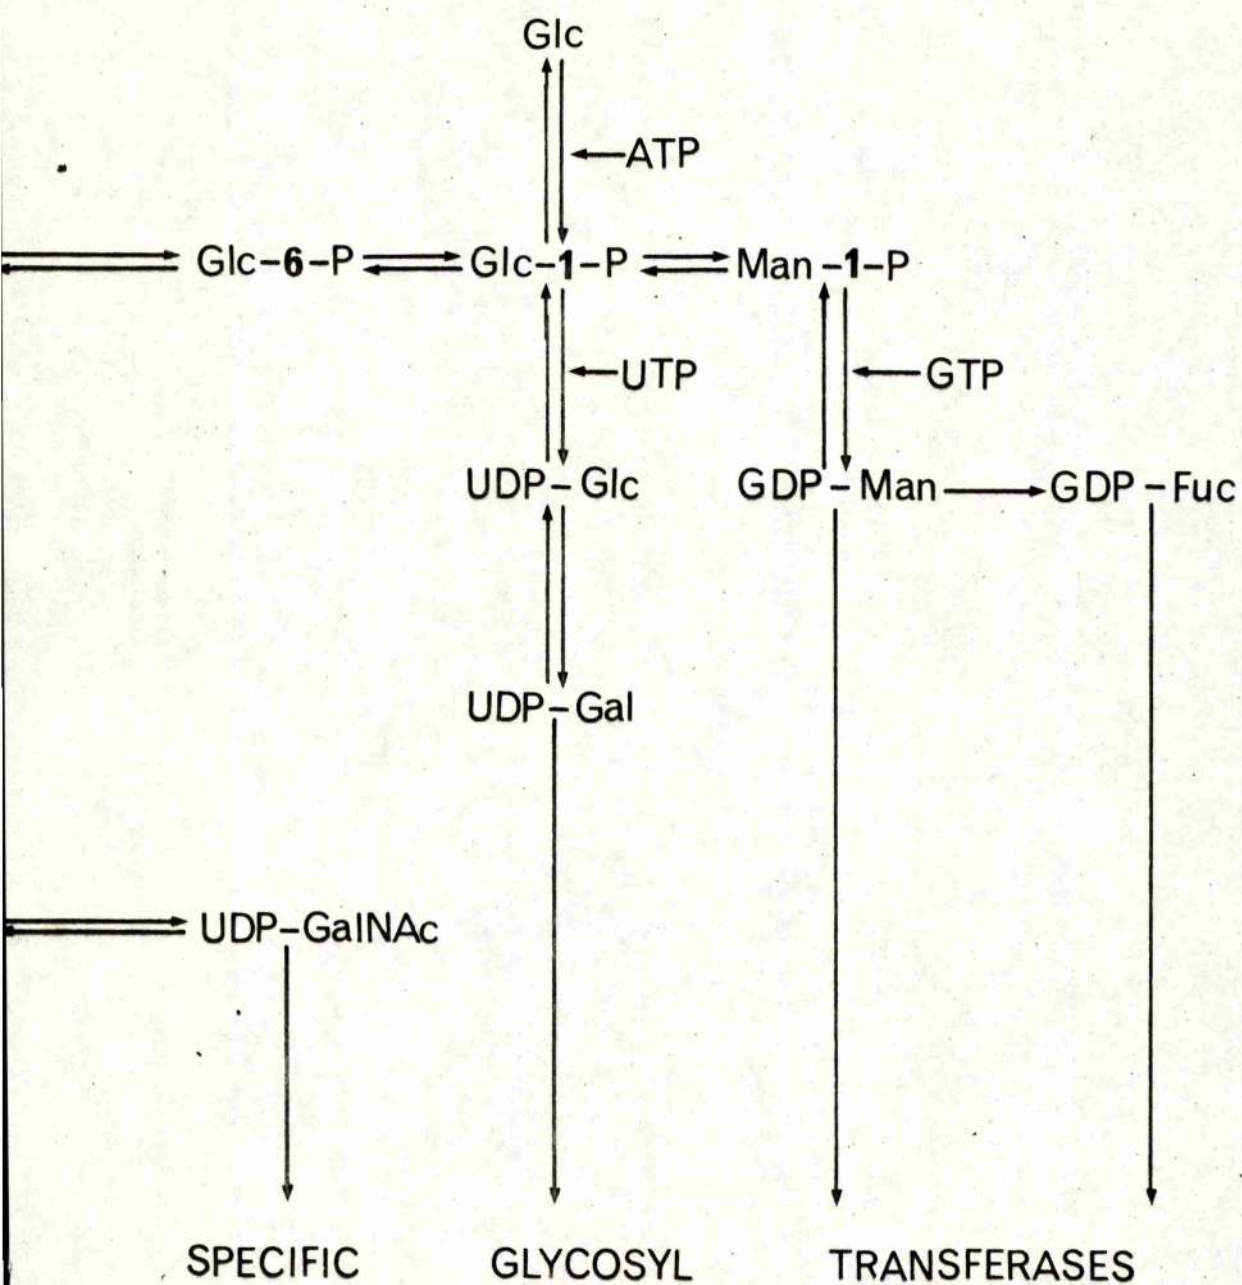 Glc
ATP
Glc-6-P Glc-1-P Man-1-P
UTP GTP
UDP-Glc GDP-Man GDP-Fuc
UDP-Gal
UDP-GalNAc
SPECIFIC GLYCOSYL TRANSFERASES